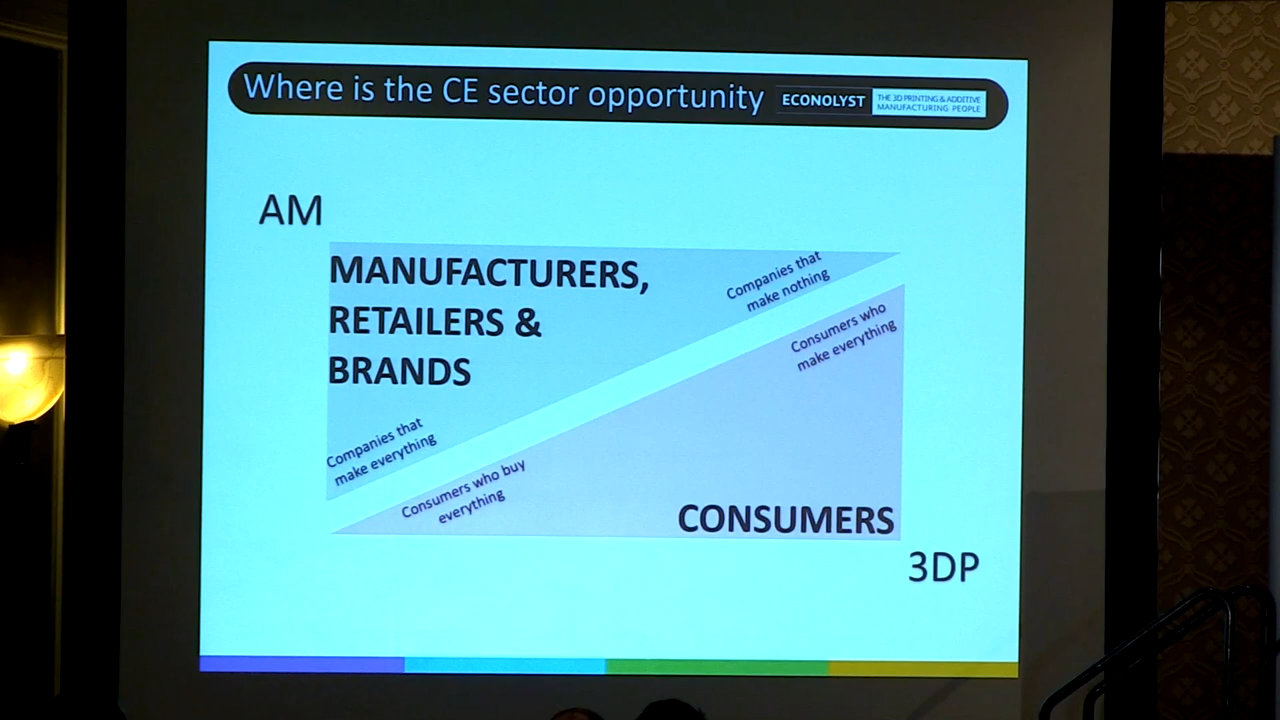 Where is the CE sector opportunity
ECONOLYST
THE 3D PRINTING & ADDITIVE
MANUFACTURING PEOPLE
AM
MANUFACTURERS,
RETAILERS &
BRANDS
Companies that
make nothing
Consumers who
make everything
Companies that
make everything
Consumers who buy
everything
CONSUMERS
3DP